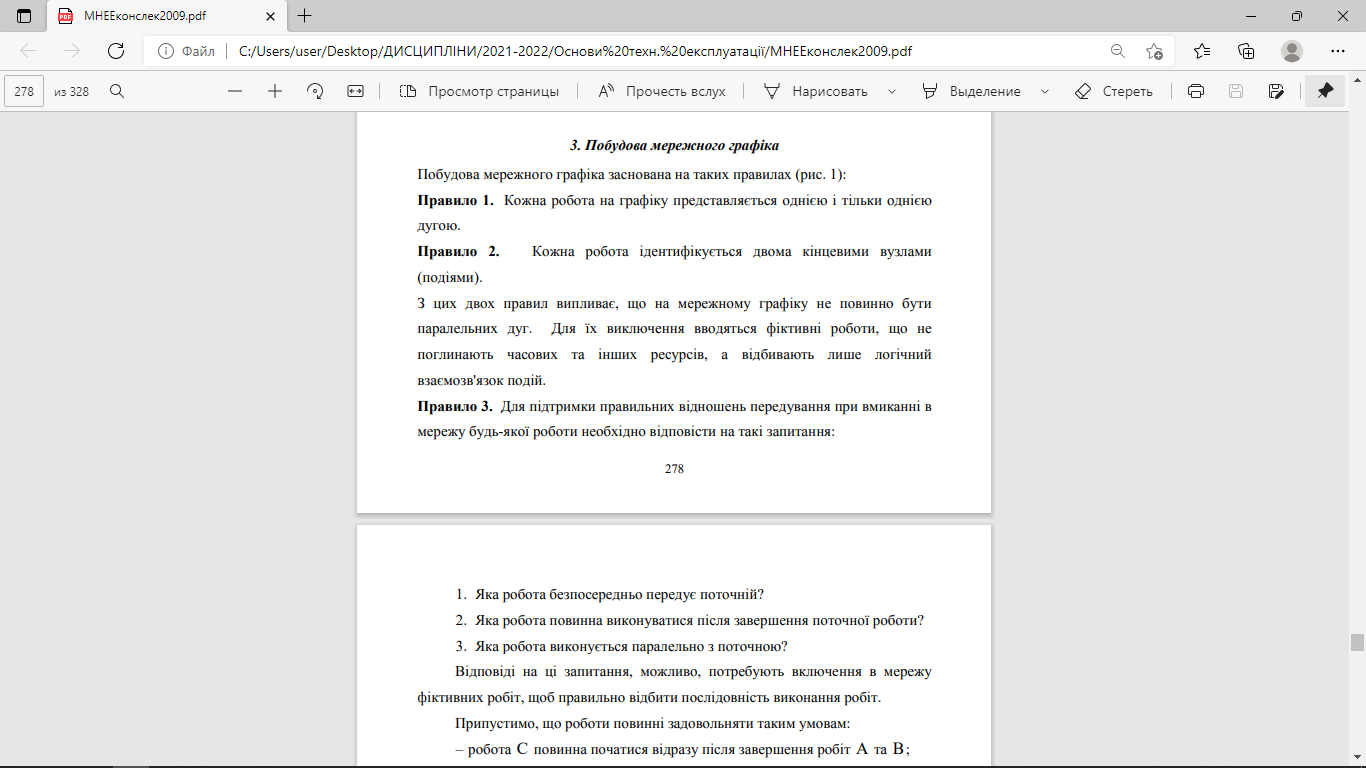 МНЕЕконслек2009.pdf
Файл
C:/Users/user/Desktop/ДИСЦИПЛІНИ/2021-2022/Основи%20техн.%20експлуатації/МНЕЕконслек2009.pdf
278 из 328
Просмотр страницы
Прочесть вслух
Нарисовать
Выделение
Стереть
3. Побудова мережного графіка
Побудова мережного графіка заснована на таких правилах (рис. 1):
Правило 1. Кожна робота на графіку представляється однією і тільки однією
дугою.
Правило 2. Кожна робота ідентифікується двома кінцевими вузлами
(подіями).
З цих двох правил випливає, що на мережному графіку не повинно бути
паралельних дуг. Для їх виключення вводяться фіктивні роботи, що не
поглинають часових та інших ресурсів, а відбивають лише логічний
взаємозв'язок подій.
Правило 3. Для підтримки правильних відношень передування при вмиканні в
мережу будь-якої роботи необхідно відповісти на такі запитання:
278
1. Яка робота безпосередньо передує поточній?
2. Яка робота повинна виконуватися після завершення поточної роботи?
3. Яка робота виконується паралельно з поточною?
Відповіді на ці запитання, можливо, потребують включення в мережу
фіктивних робіт, щоб правильно відбити послідовність виконання робіт.
Припустимо, що роботи повинні задовольняти таким умовам:
– робота C повинна початися відразу після завершення робіт A та B;